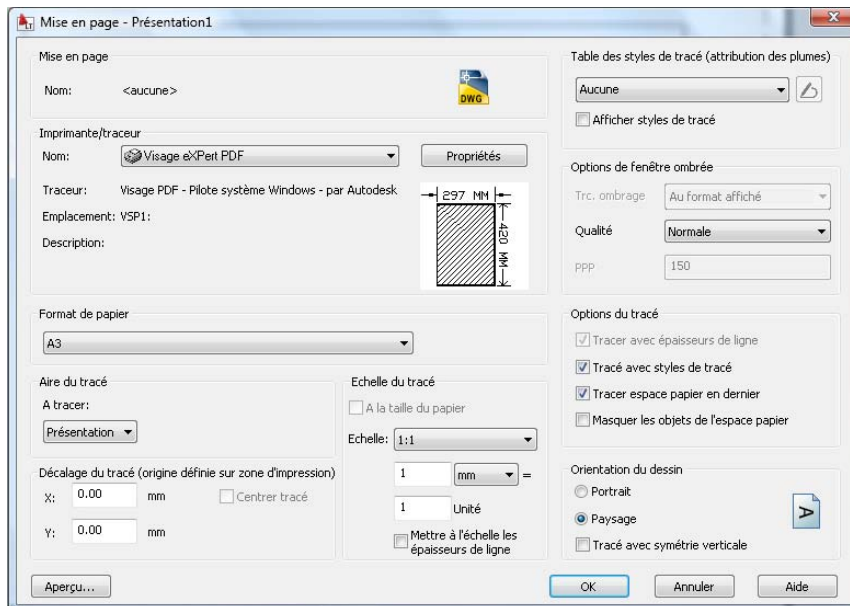 Mise en page - Présentation1
Mise en page
Nom: <aucune>
DWG
Imprimante/traceur
Nom: Visage eXPert PDF
Propriétés
Traceur: Visage PDF - Pilote système Windows - par Autodesk
Emplacement: VSP1:
Description:
297 MM
420 MM
Format de papier
A3
Aire du tracé
A tracer:
Présentation
Décalage du tracé (origine définie sur zone d'impression)
X: 0.00 mm
Centrer tracé
Y: 0.00 mm
Echelle du tracé
A la taille du papier
Echelle: 1:1
1 mm =
1 Unité
Mettre à l'échelle les
épaisseurs de ligne
Table des styles de tracé (attribution des plumes)
Aucune
Afficher styles de tracé
Options de fenêtre ombrée
Trc. ombrage Au format affiché
Qualité Normale
PPP 150
Options du tracé
Tracer avec épaisseurs de ligne
Tracé avec styles de tracé
Tracer espace papier en dernier
Masquer les objets de l'espace papier
Orientation du dessin
Portrait
Paysage
A
Tracé avec symétrie verticale
Aperçu...
OK
Annuler
Aide